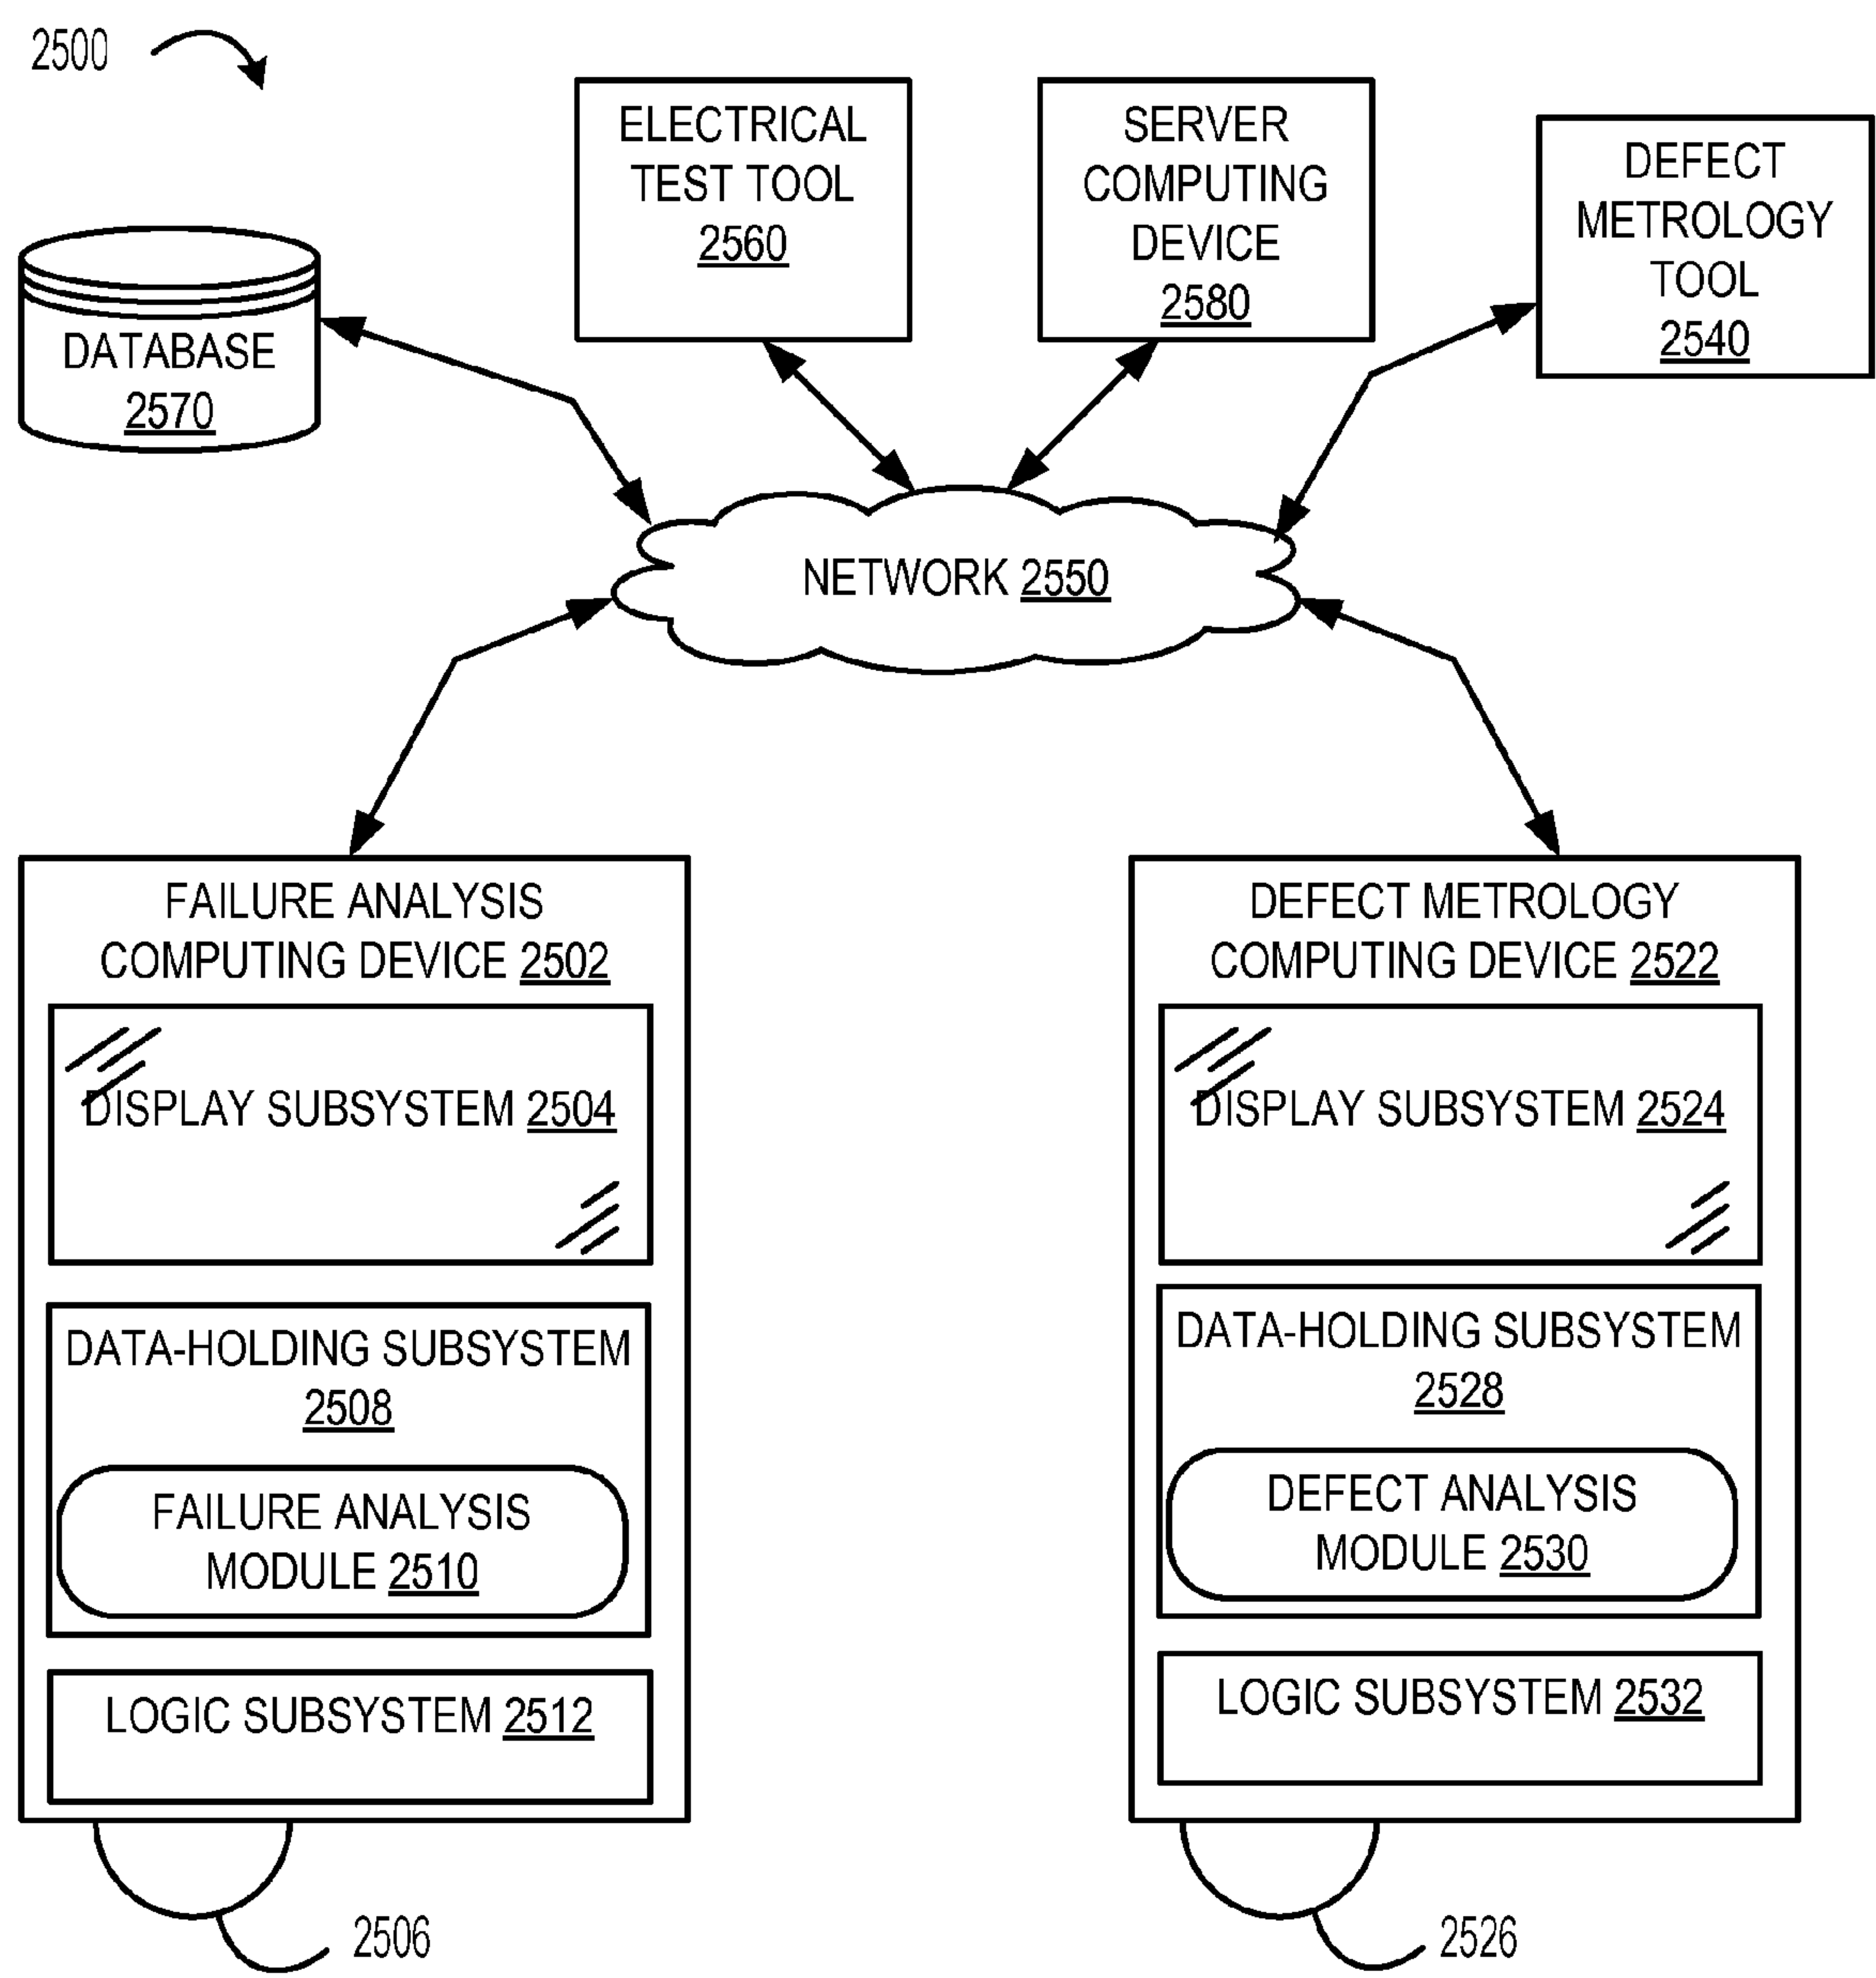 2500
ELECTRICAL
TEST TOOL
2560
SERVER
COMPUTING
DEVICE
2580
DEFECT
METROLOGY
TOOL
2540
DATABASE
2570
NETWORK 2550
FAILURE ANALYSIS
COMPUTING DEVICE 2502
DISPLAY SUBSYSTEM 2504
DATA-HOLDING SUBSYSTEM
2508
FAILURE ANALYSIS
MODULE 2510
LOGIC SUBSYSTEM 2512
2506
DEFECT METROLOGY
COMPUTING DEVICE 2522
DISPLAY SUBSYSTEM 2524
DATA-HOLDING SUBSYSTEM
2528
DEFECT ANALYSIS
MODULE 2530
LOGIC SUBSYSTEM 2532
2526